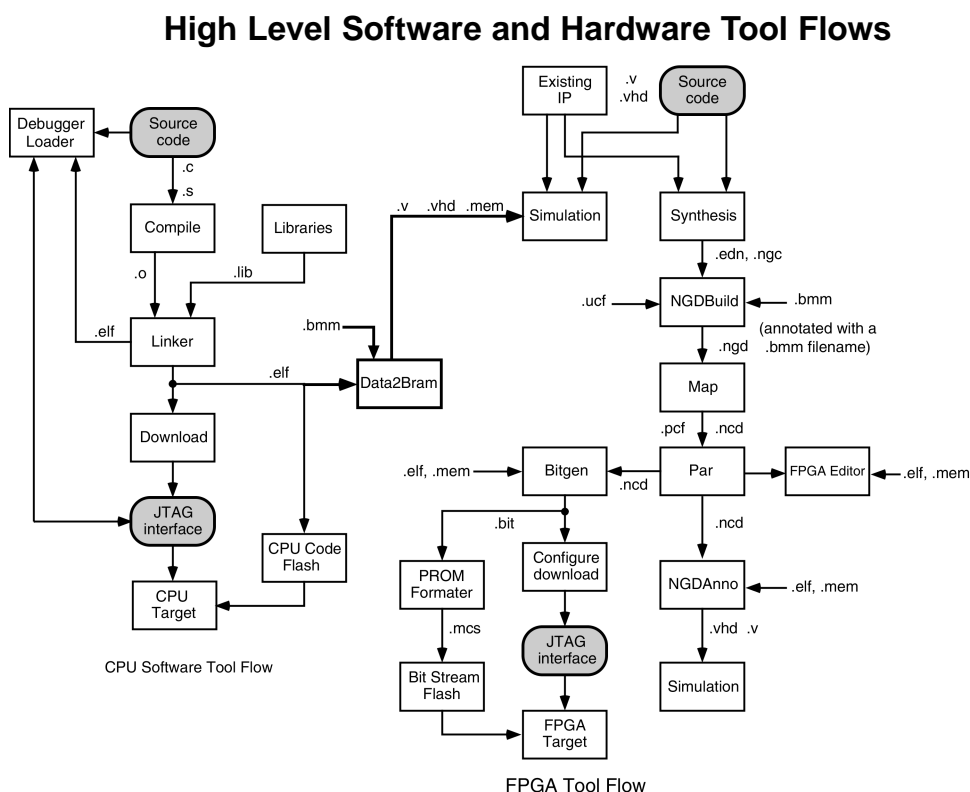 High Level Software and Hardware Tool Flows
Existing
IP
.v
.vhd
Source
code
Debugger
Loader
Source
code
.c
.s
Compile
Libraries
.v .vhd .mem
Simulation
Synthesis
.o
.lib
.edn, .ngc
.elf
Linker
.bmm
.ucf
NGDBuild
.bmm
(annotated with a
.bmm filename)
.ngd
.elf
Data2Bram
Map
Download
.pcf .ncd
.elf, .mem
Bitgen
.ncd
Par
FPGA Editor
.elf, .mem
JTAG
interface
.bit
.ncd
CPU Code
Flash
Configure
download
PROM
Formater
NGDAnno
.elf, .mem
CPU
Target
.mcs
.vhd .v
JTAG
interface
CPU Software Tool Flow
Bit Stream
Flash
Simulation
FPGA
Target
FPGA Tool Flow